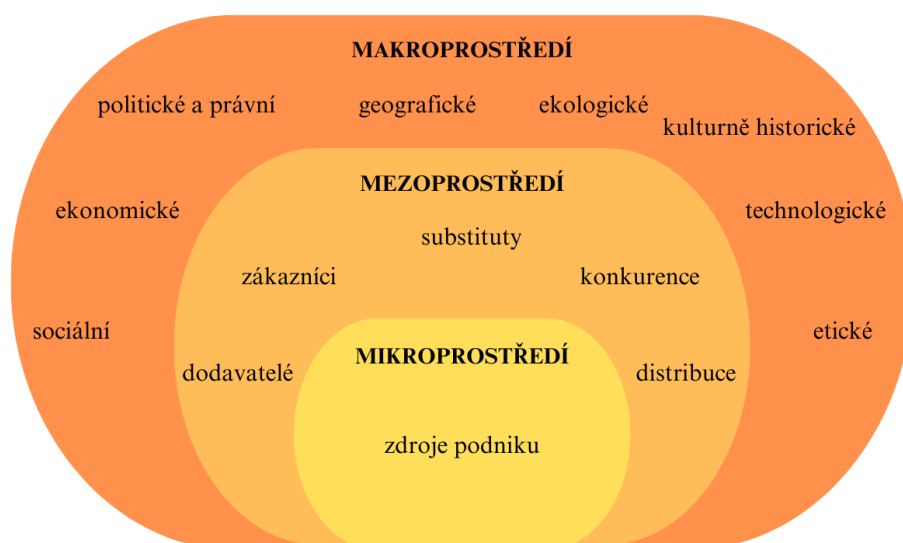 MAKROPROSTŘEDÍ
politické a právní
geografické
ekologické
kulturně historické
ekonomické
technologické
sociální
etické
MEZOPROSTŘEDÍ
substituty
zákazníci
konkurence
dodavatelé
distribuce
MIKROPROSTŘEDÍ
zdroje podniku